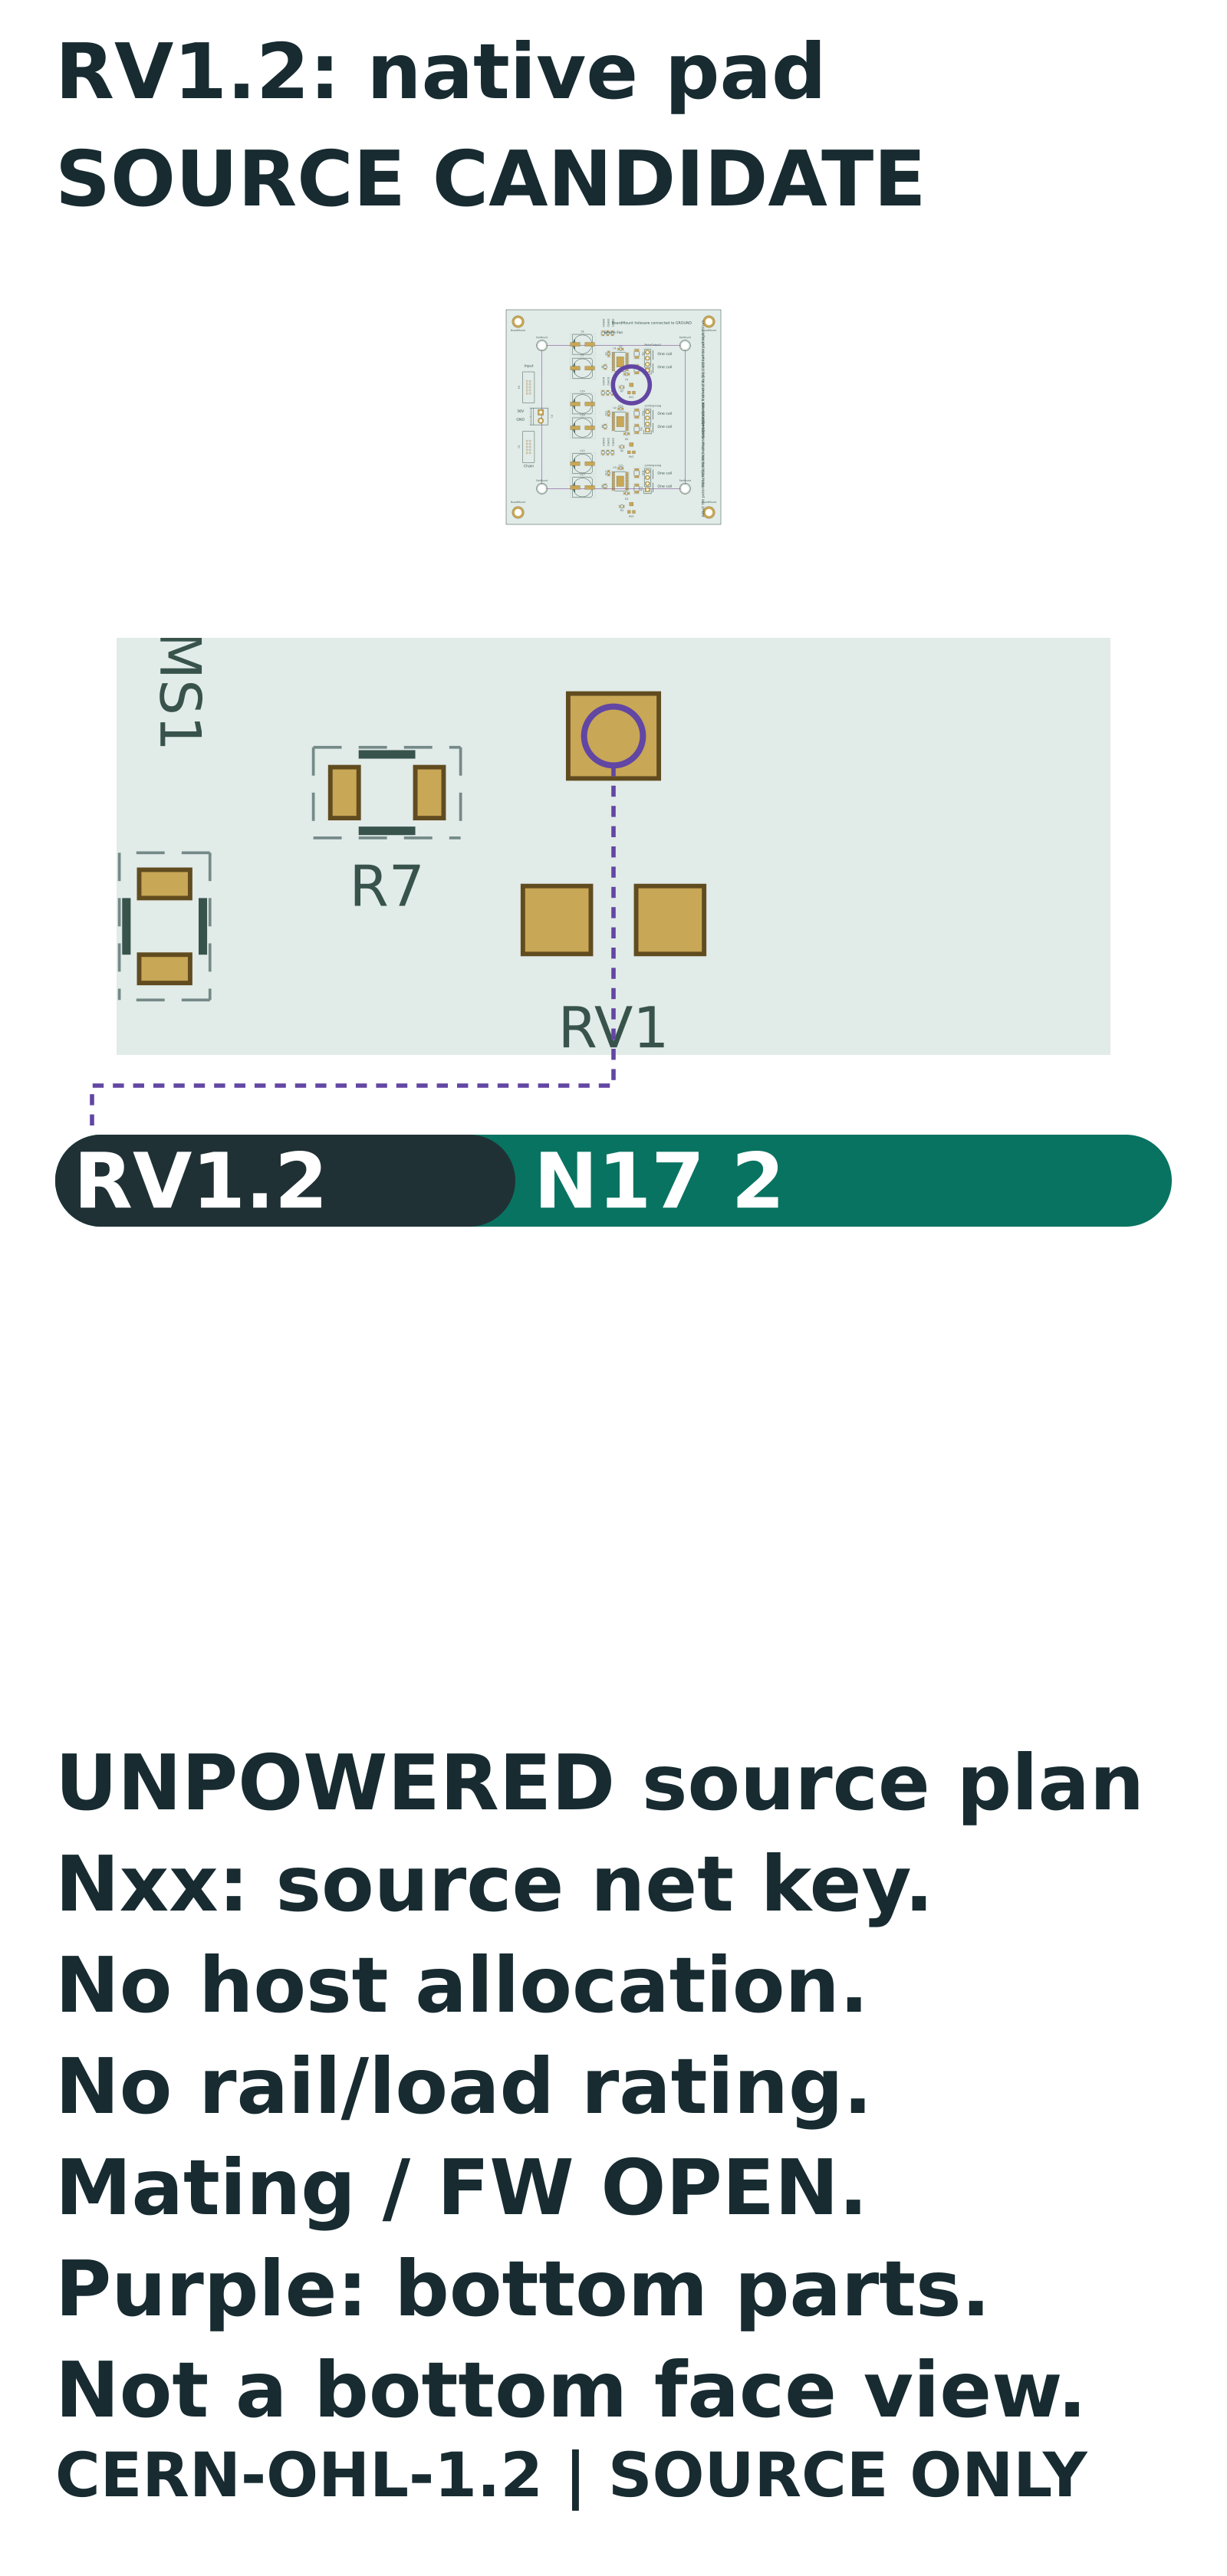 RV1.2: native pad
SOURCE CANDIDATE
MS1
R7
RV1
RV1.2 N17 2
UNPOWERED source plan
Nxx: source net key.
No host allocation.
No rail/load rating.
Mating / FW OPEN.
Purple: bottom parts.
Not a bottom face view.
CERN-OHL-1.2 | SOURCE ONLY